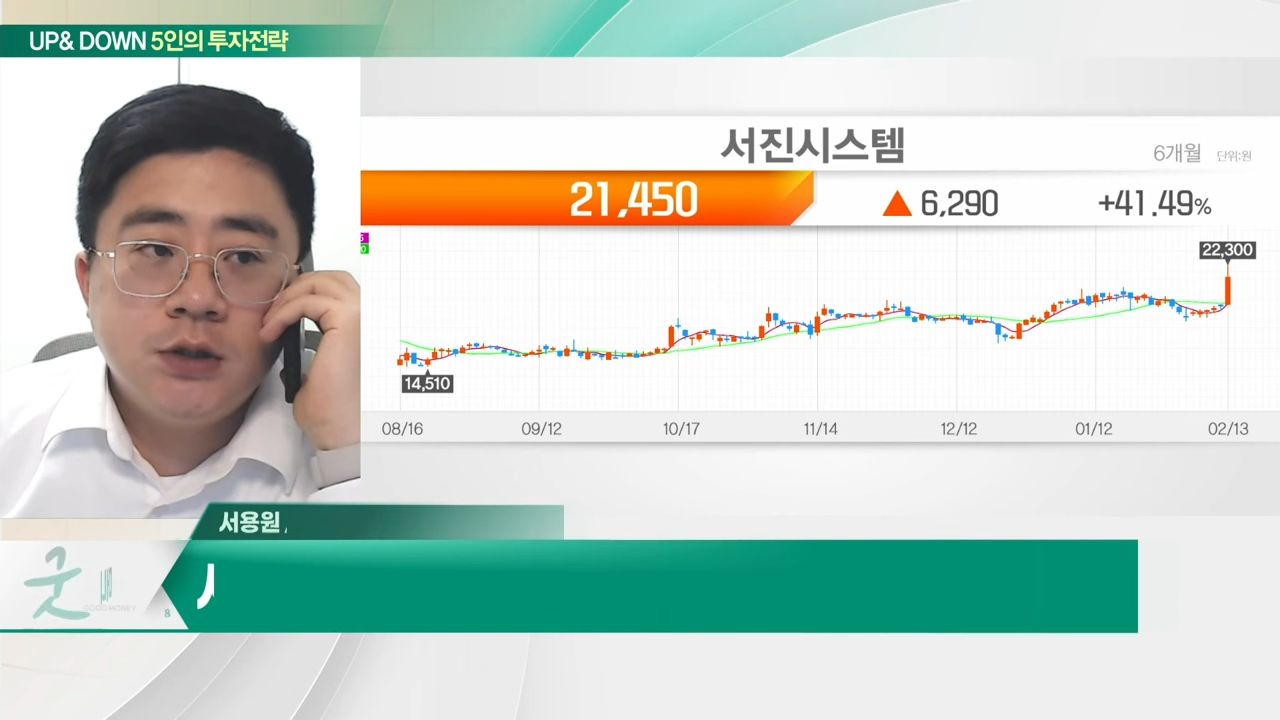 UP& DOWN 5인의 투자전략
서진시스템
6개월 단위:원
21,450 ▲ 6,290 +41.49%
22,300
14,510
08/16 09/12 10/17 11/14 12/12 01/12 02/13
서용원
굿
GOOD MONEY
8